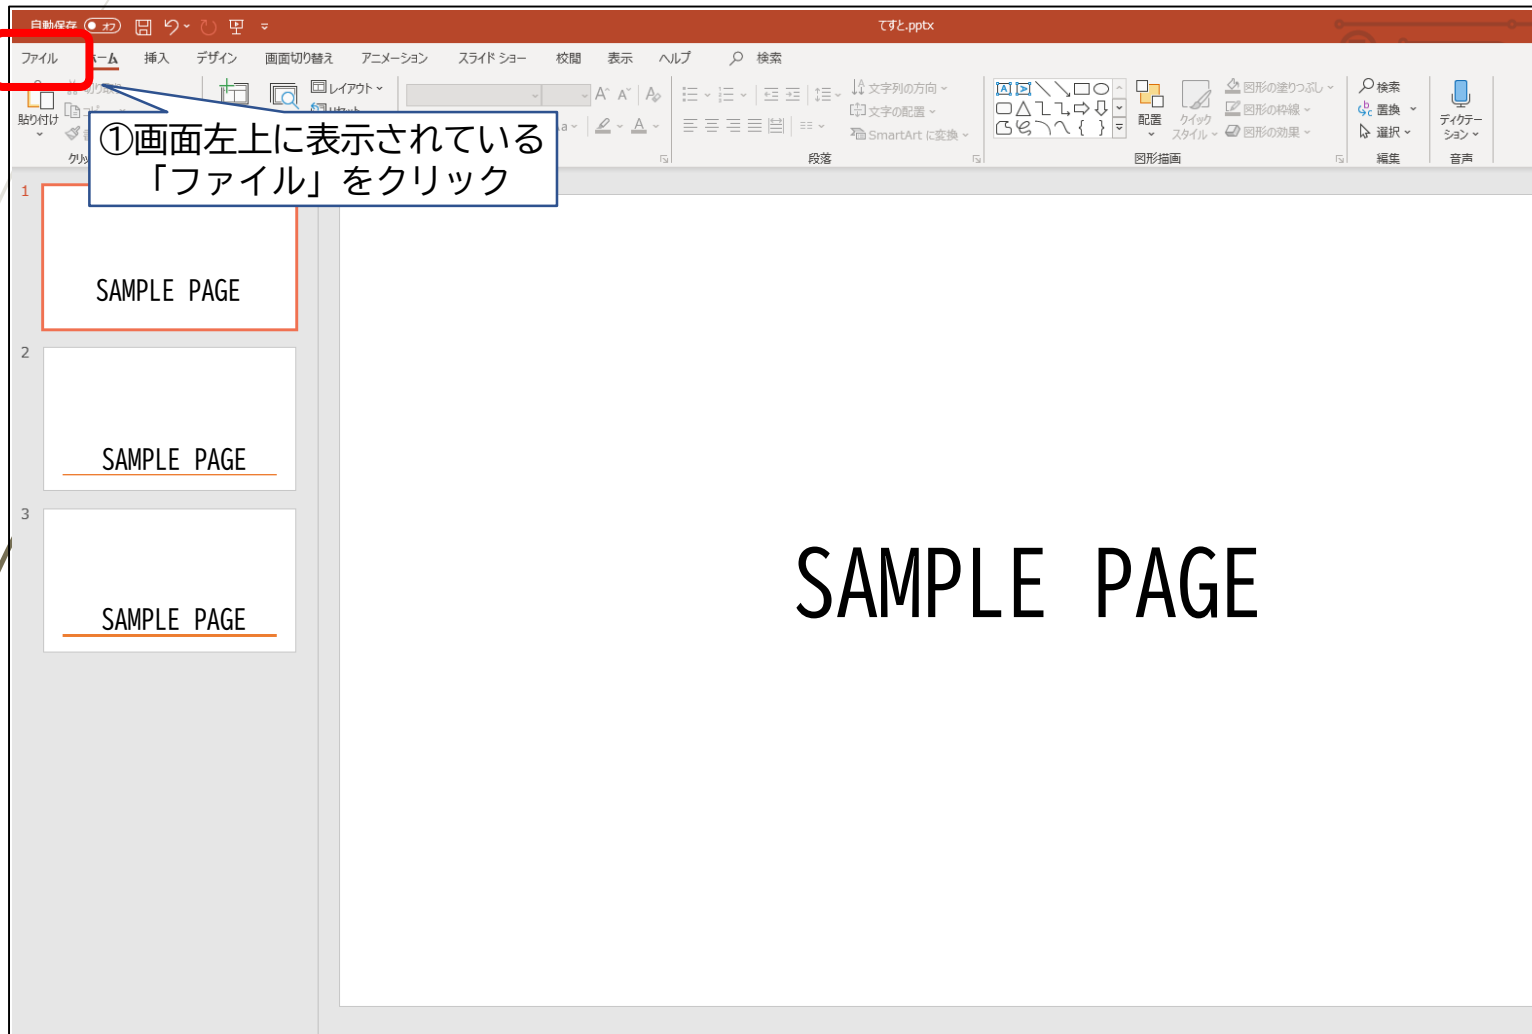 自動保存 オフ
てすと.pptx
ファイル ホーム 挿入 デザイン 画面切り替え アニメーション スライド ショー 校閲 表示 ヘルプ 検索
貼り付け
レイアウト
①画面左上に表示されている
「ファイル」をクリック
文字列の方向
文字の配置
SmartArt に変換
段落
配置
クイック
スタイル
図形の塗りつぶし
図形の枠線
図形の効果
図形描画
検索
置換
選択
編集
ディクテー
ション
音声
1
SAMPLE PAGE
2
SAMPLE PAGE
3
SAMPLE PAGE
SAMPLE PAGE